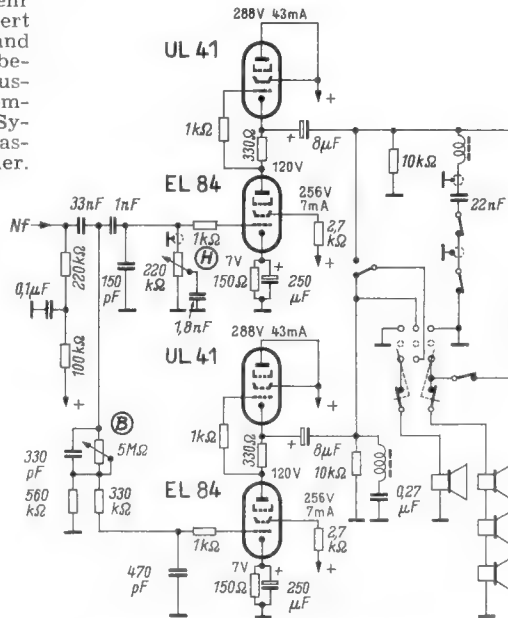 ehr
ert
and
be-
us-
m-
Sy-
as-
er.
288V 43mA
UL 41
1kΩ
+
330Ω
8µF
+
10kΩ
22nF
120V
EL 84
256V
7mA
33nF
1nF
Nf
1kΩ
2,7
kΩ
+
220kΩ
0,1µF
150
pF
220
kΩ
H
7V
150Ω
+
250
µF
1,8nF
100kΩ
+
UL 41
288V 43mA
1kΩ
+
330Ω
8µF
+
10kΩ
0,27
µF
B
330
pF
5MΩ
120V
EL 84
256V
7mA
560
kΩ
330
kΩ
1kΩ
2,7
kΩ
+
470
pF
7V
150Ω
+
250
µF